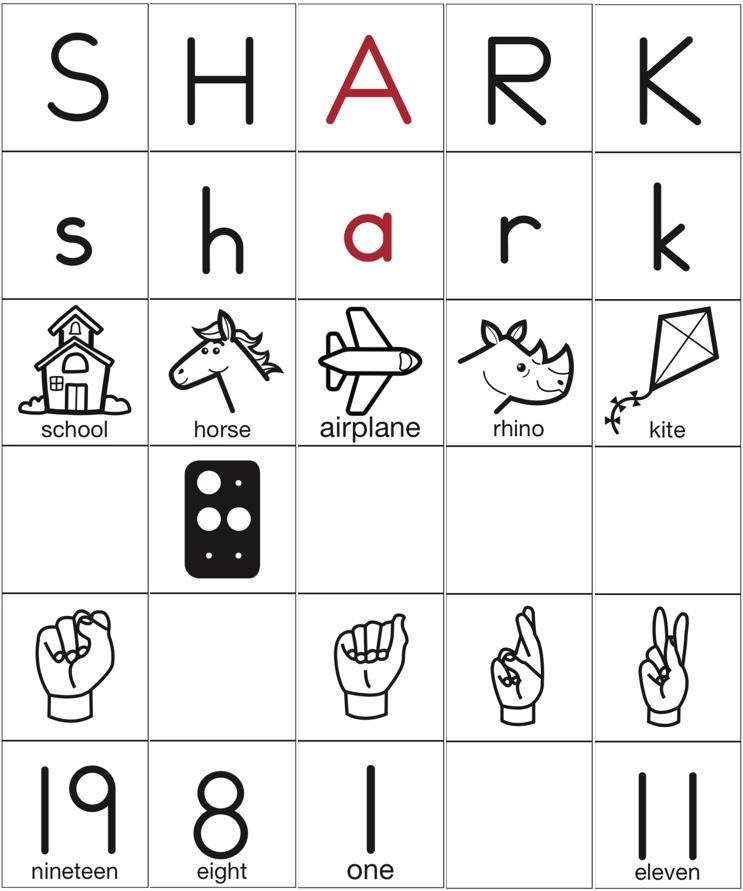 S H A R K
s h a r k
school horse airplane rhino kite
19 8 1 11
nineteen eight one eleven